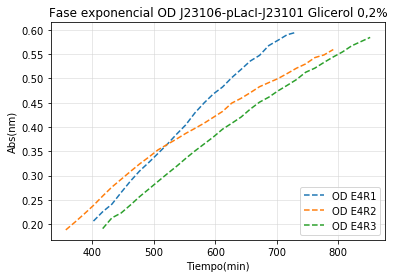 Fase exponencial OD J23106-pLacI-J23101 Glicerol 0,2%
Abs(nm)
0.60
0.55
0.50
0.45
0.40
0.35
0.30
0.25
0.20
400 500 600 700 800
Tiempo(min)
OD E4R1
OD E4R2
OD E4R3